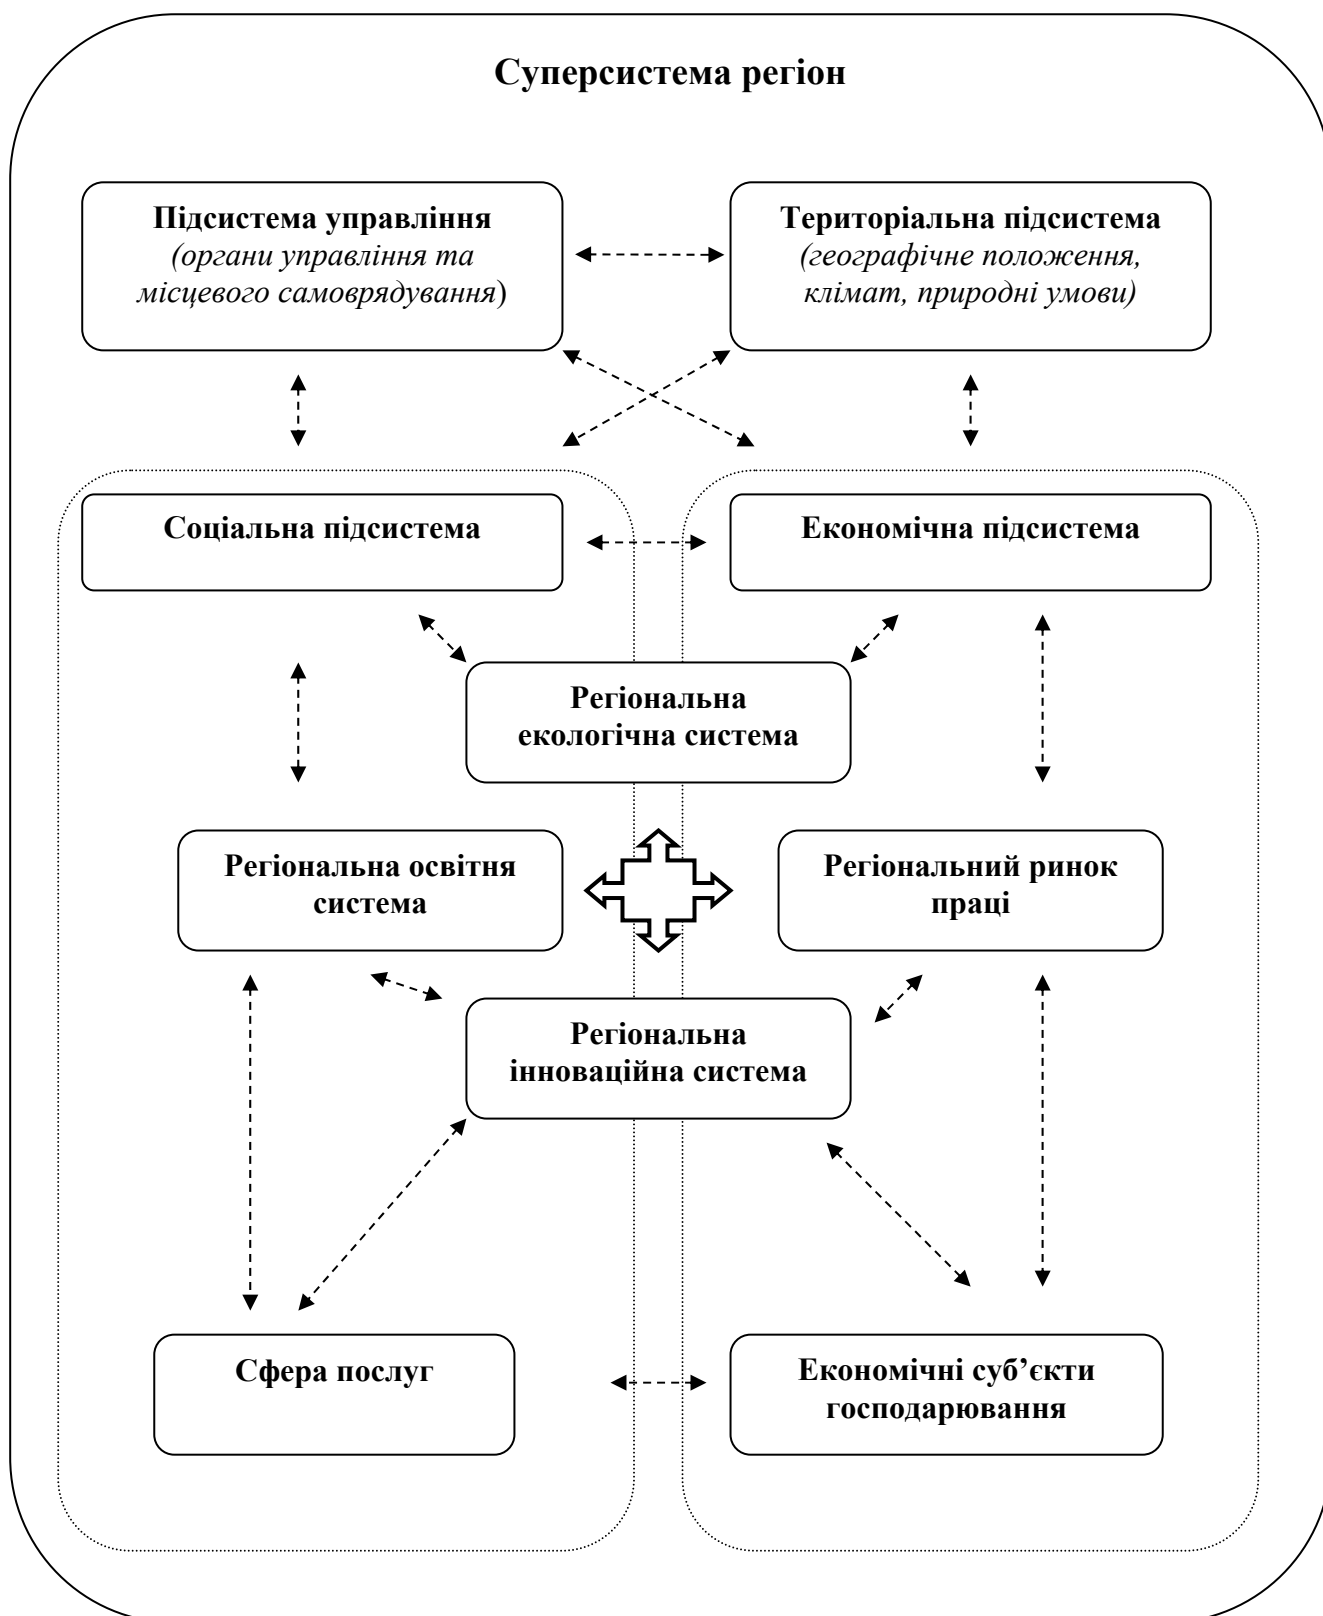 Суперсистема регіон
Підсистема управління
(органи управління та
місцевого самоврядування)
Територіальна підсистема
(географічне положення,
клімат, природні умови)
Соціальна підсистема
Економічна підсистема
Регіональна
екологічна система
Регіональна освітня
система
Регіональний ринок
праці
Регіональна
інноваційна система
Сфера послуг
Економічні суб’єкти
господарювання